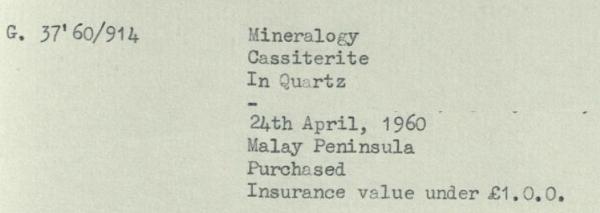 G. 37'60/914 Mineralogy
Cassiterite
In Quartz
-
24th April, 1960
Malay Peninsula
Purchased
Insurance value under £1.0.0.